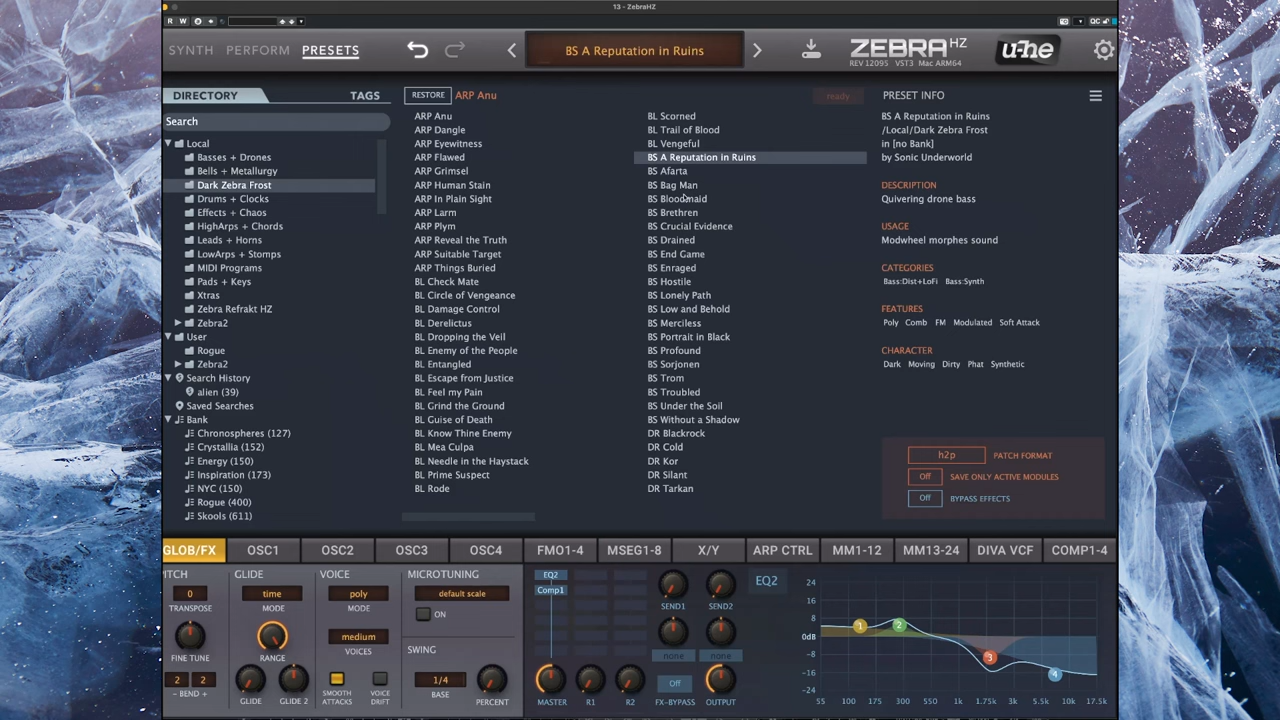 13 - ZebraHZ
R W
QC
SYNTH PERFORM PRESETS
BS A Reputation in Ruins
ZEBRA HZ
REV 12095 VST3 Mac ARM64
u-he
DIRECTORY TAGS
RESTORE ARP Anu
ready
PRESET INFO
Search
Local
Basses + Drones
Bells + Metallurgy
Dark Zebra Frost
Drums + Clocks
Effects + Chaos
HighArps + Chords
Leads + Horns
LowArps + Stomps
MIDI Programs
Pads + Keys
Xtras
Zebra Refrakt HZ
Zebra2
User
Rogue
Zebra2
Search History
alien (39)
Saved Searches
Bank
Chronospheres (127)
Crystallia (152)
Energy (150)
Inspiration (173)
NYC (150)
Rogue (400)
Skools (611)
ARP Anu
ARP Dangle
ARP Eyewitness
ARP Flawed
ARP Grimsel
ARP Human Stain
ARP In Plain Sight
ARP Larm
ARP Plym
ARP Reveal the Truth
ARP Suitable Target
ARP Things Buried
BL Check Mate
BL Circle of Vengeance
BL Damage Control
BL Derelictus
BL Dropping the Veil
BL Enemy of the People
BL Entangled
BL Escape from Justice
BL Feel my Pain
BL Grind the Ground
BL Guise of Death
BL Know Thine Enemy
BL Mea Culpa
BL Needle in the Haystack
BL Prime Suspect
BL Rode
BL Scorned
BL Trail of Blood
BL Vengeful
BS A Reputation in Ruins
BS Afarta
BS Bag Man
BS Bloodmaid
BS Brethren
BS Crucial Evidence
BS Drained
BS End Game
BS Enraged
BS Hostile
BS Lonely Path
BS Low and Behold
BS Merciless
BS Portrait in Black
BS Profound
BS Sorjonen
BS Trom
BS Troubled
BS Under the Soil
BS Without a Shadow
DR Blackrock
DR Cold
DR Kor
DR Silant
DR Tarkan
BS A Reputation in Ruins
/Local/Dark Zebra Frost
in [no Bank]
by Sonic Underworld
DESCRIPTION
Quivering drone bass
USAGE
Modwheel morphes sound
CATEGORIES
Bass:Dist+LoFi Bass:Synth
FEATURES
Poly Comb FM Modulated Soft Attack
CHARACTER
Dark Moving Dirty Phat Synthetic
h2p PATCH FORMAT
Off SAVE ONLY ACTIVE MODULES
Off BYPASS EFFECTS
GLOB/FX OSC1 OSC2 OSC3 OSC4 FMO1-4 MSEG1-8 X/Y ARP CTRL MM1-12 MM13-24 DIVA VCF COMP1-4
ITCH
0
TRANSPOSE
FINE TUNE
2 2
- BEND +
GLIDE
time
MODE
RANGE
GLIDE GLIDE 2
VOICE
poly
MODE
medium
VOICES
SMOOTH ATTACKS
VOICE DRIFT
MICROTUNING
default scale
ON
SWING
1/4
BASE PERCENT
EQ2
Comp1
MASTER R1 R2
SEND1 SEND2
none none
Off
FX-BYPASS OUTPUT
EQ2
24
16
8
0dB
-8
-16
-24
1 2 3 4
55 100 175 300 550 1k 1.75k 3k 5.5k 10k 17.5k